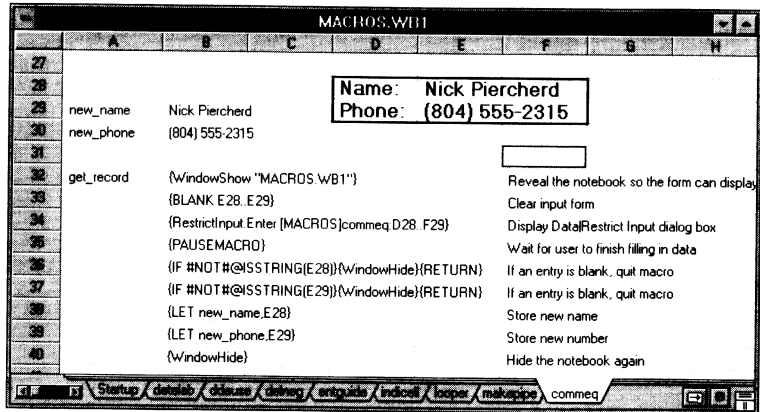 MACROS.WB1
A B C D E F G H
27
28 Name: Nick Piercherd
29 new_name Nick Piercherd Phone: (804) 555-2315
30 new_phone (804) 555-2315
31
32 get_record {WindowShow "MACROS.WB1"} Reveal the notebook so the form can display
33 {BLANK E28..E29} Clear input form
34 {RestrictInput.Enter [MACROS]commeq:D28..F29} Display Data|Restrict Input dialog box
35 {PAUSEMACRO} Wait for user to finish filling in data
36 {IF #NOT#@ISSTRING(E28)}{WindowHide}{RETURN} If an entry is blank, quit macro
37 {IF #NOT#@ISSTRING(E29)}{WindowHide}{RETURN} If an entry is blank, quit macro
38 {LET new_name,E28} Store new name
39 {LET new_phone,E29} Store new number
40 {WindowHide} Hide the notebook again
Startup datalab ddeuse defreg entguide indicell looper makepipe commeq